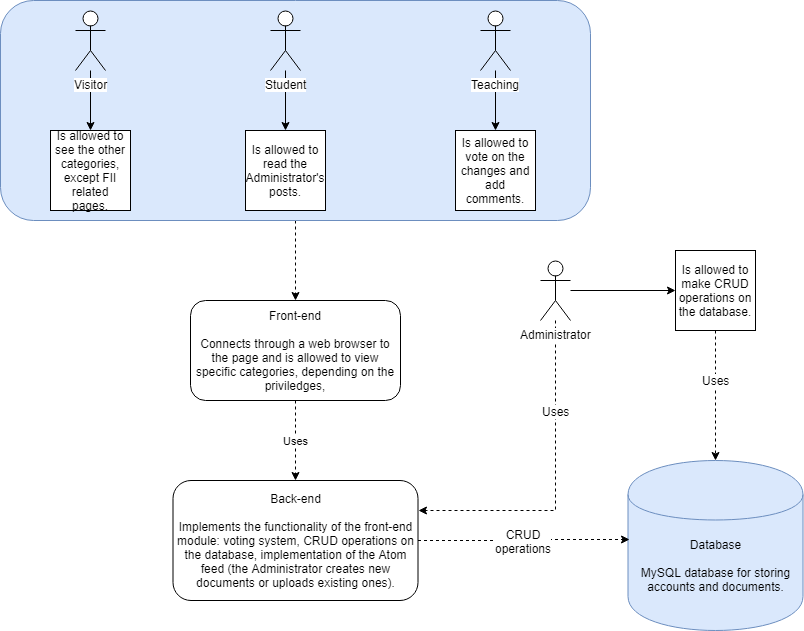 Visitor
Student
Teaching
Is allowed to
see the other
categories,
except FII
related
pages.
Is allowed to
read the
Administrator's
posts.
Is allowed to
vote on the
changes and
add
comments.
Administrator
Is allowed to
make CRUD
operations on
the database.
Front-end
Connects through a web browser to
the page and is allowed to view
specific categories, depending on the
priviledges,
Uses
Uses
Uses
Back-end
Implements the functionality of the front-end
module: voting system, CRUD operations on
the database, implementation of the Atom
feed (the Administrator creates new
documents or uploads existing ones).
CRUD
operations
Database
MySQL database for storing
accounts and documents.